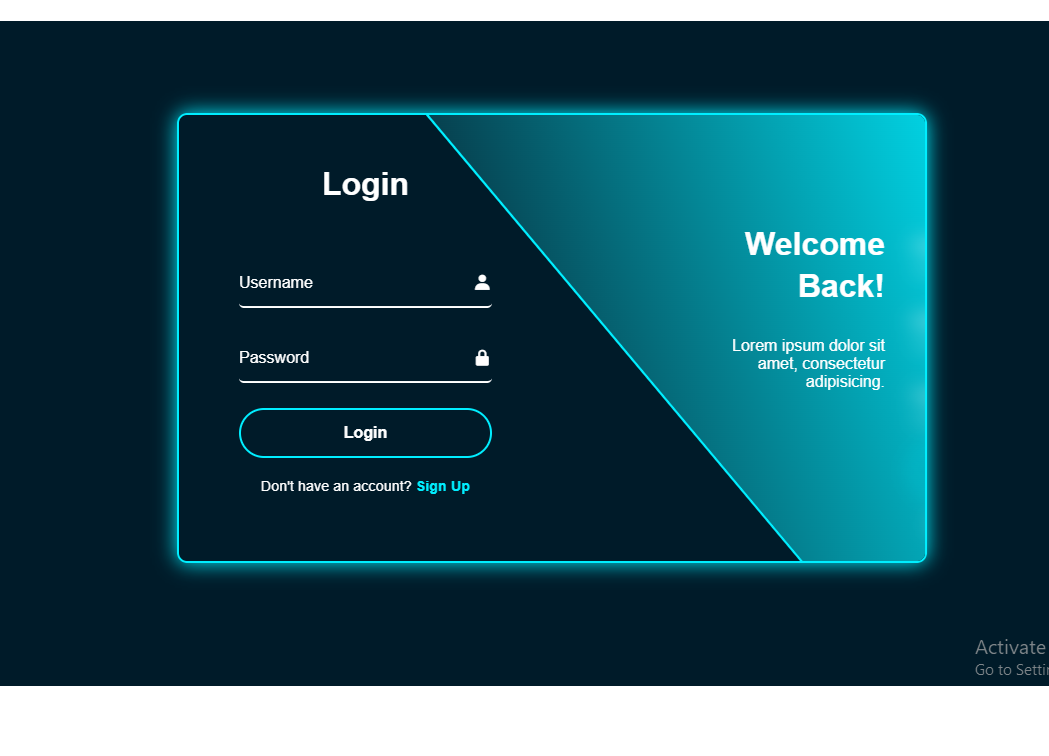 Login
Username
Password
Login
Don't have an account? Sign Up
Welcome
Back!
Lorem ipsum dolor sit
amet, consectetur
adipisicing.
Activate
Go to Settin